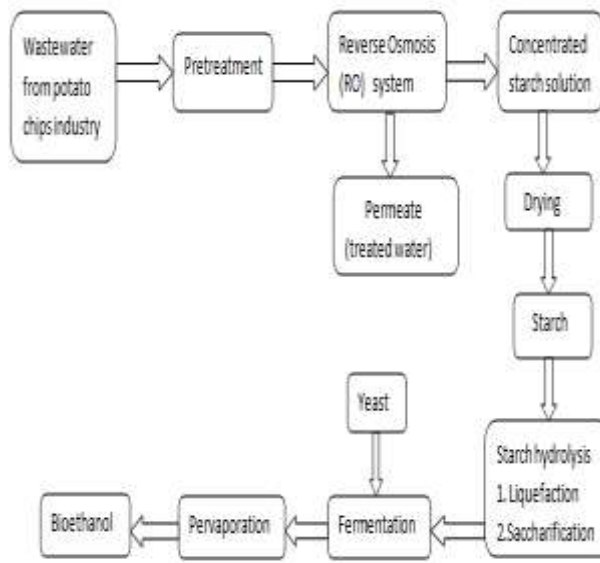 Wastewater
from potato
chips industry
Pretreatment
Reverse Osmosis
(RO) system
Concentrated
starch solution
Permeate
(treated water)
Drying
Starch
Yeast
Starch hydrolysis
1. Liquefaction
2.Saccharification
Fermentation
Pervaporation
Bioethanol